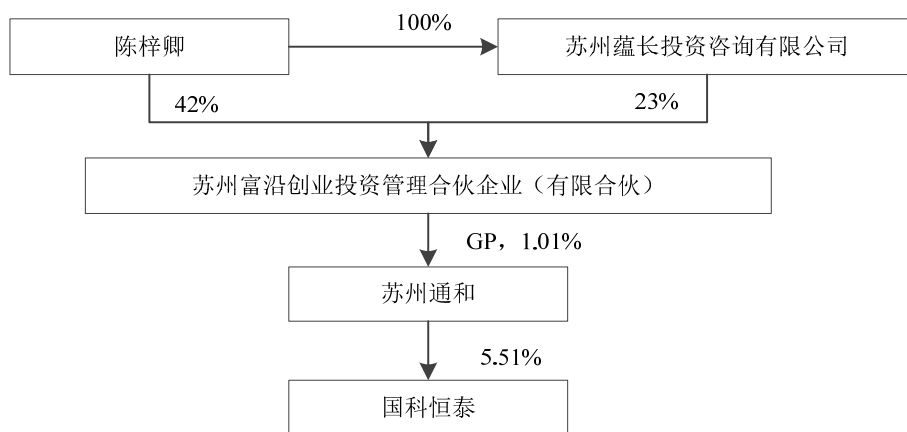 100%
陈梓卿
苏州蕴长投资咨询有限公司
42%
23%
苏州富沿创业投资管理合伙企业（有限合伙）
GP，1.01%
苏州通和
5.51%
国科恒泰